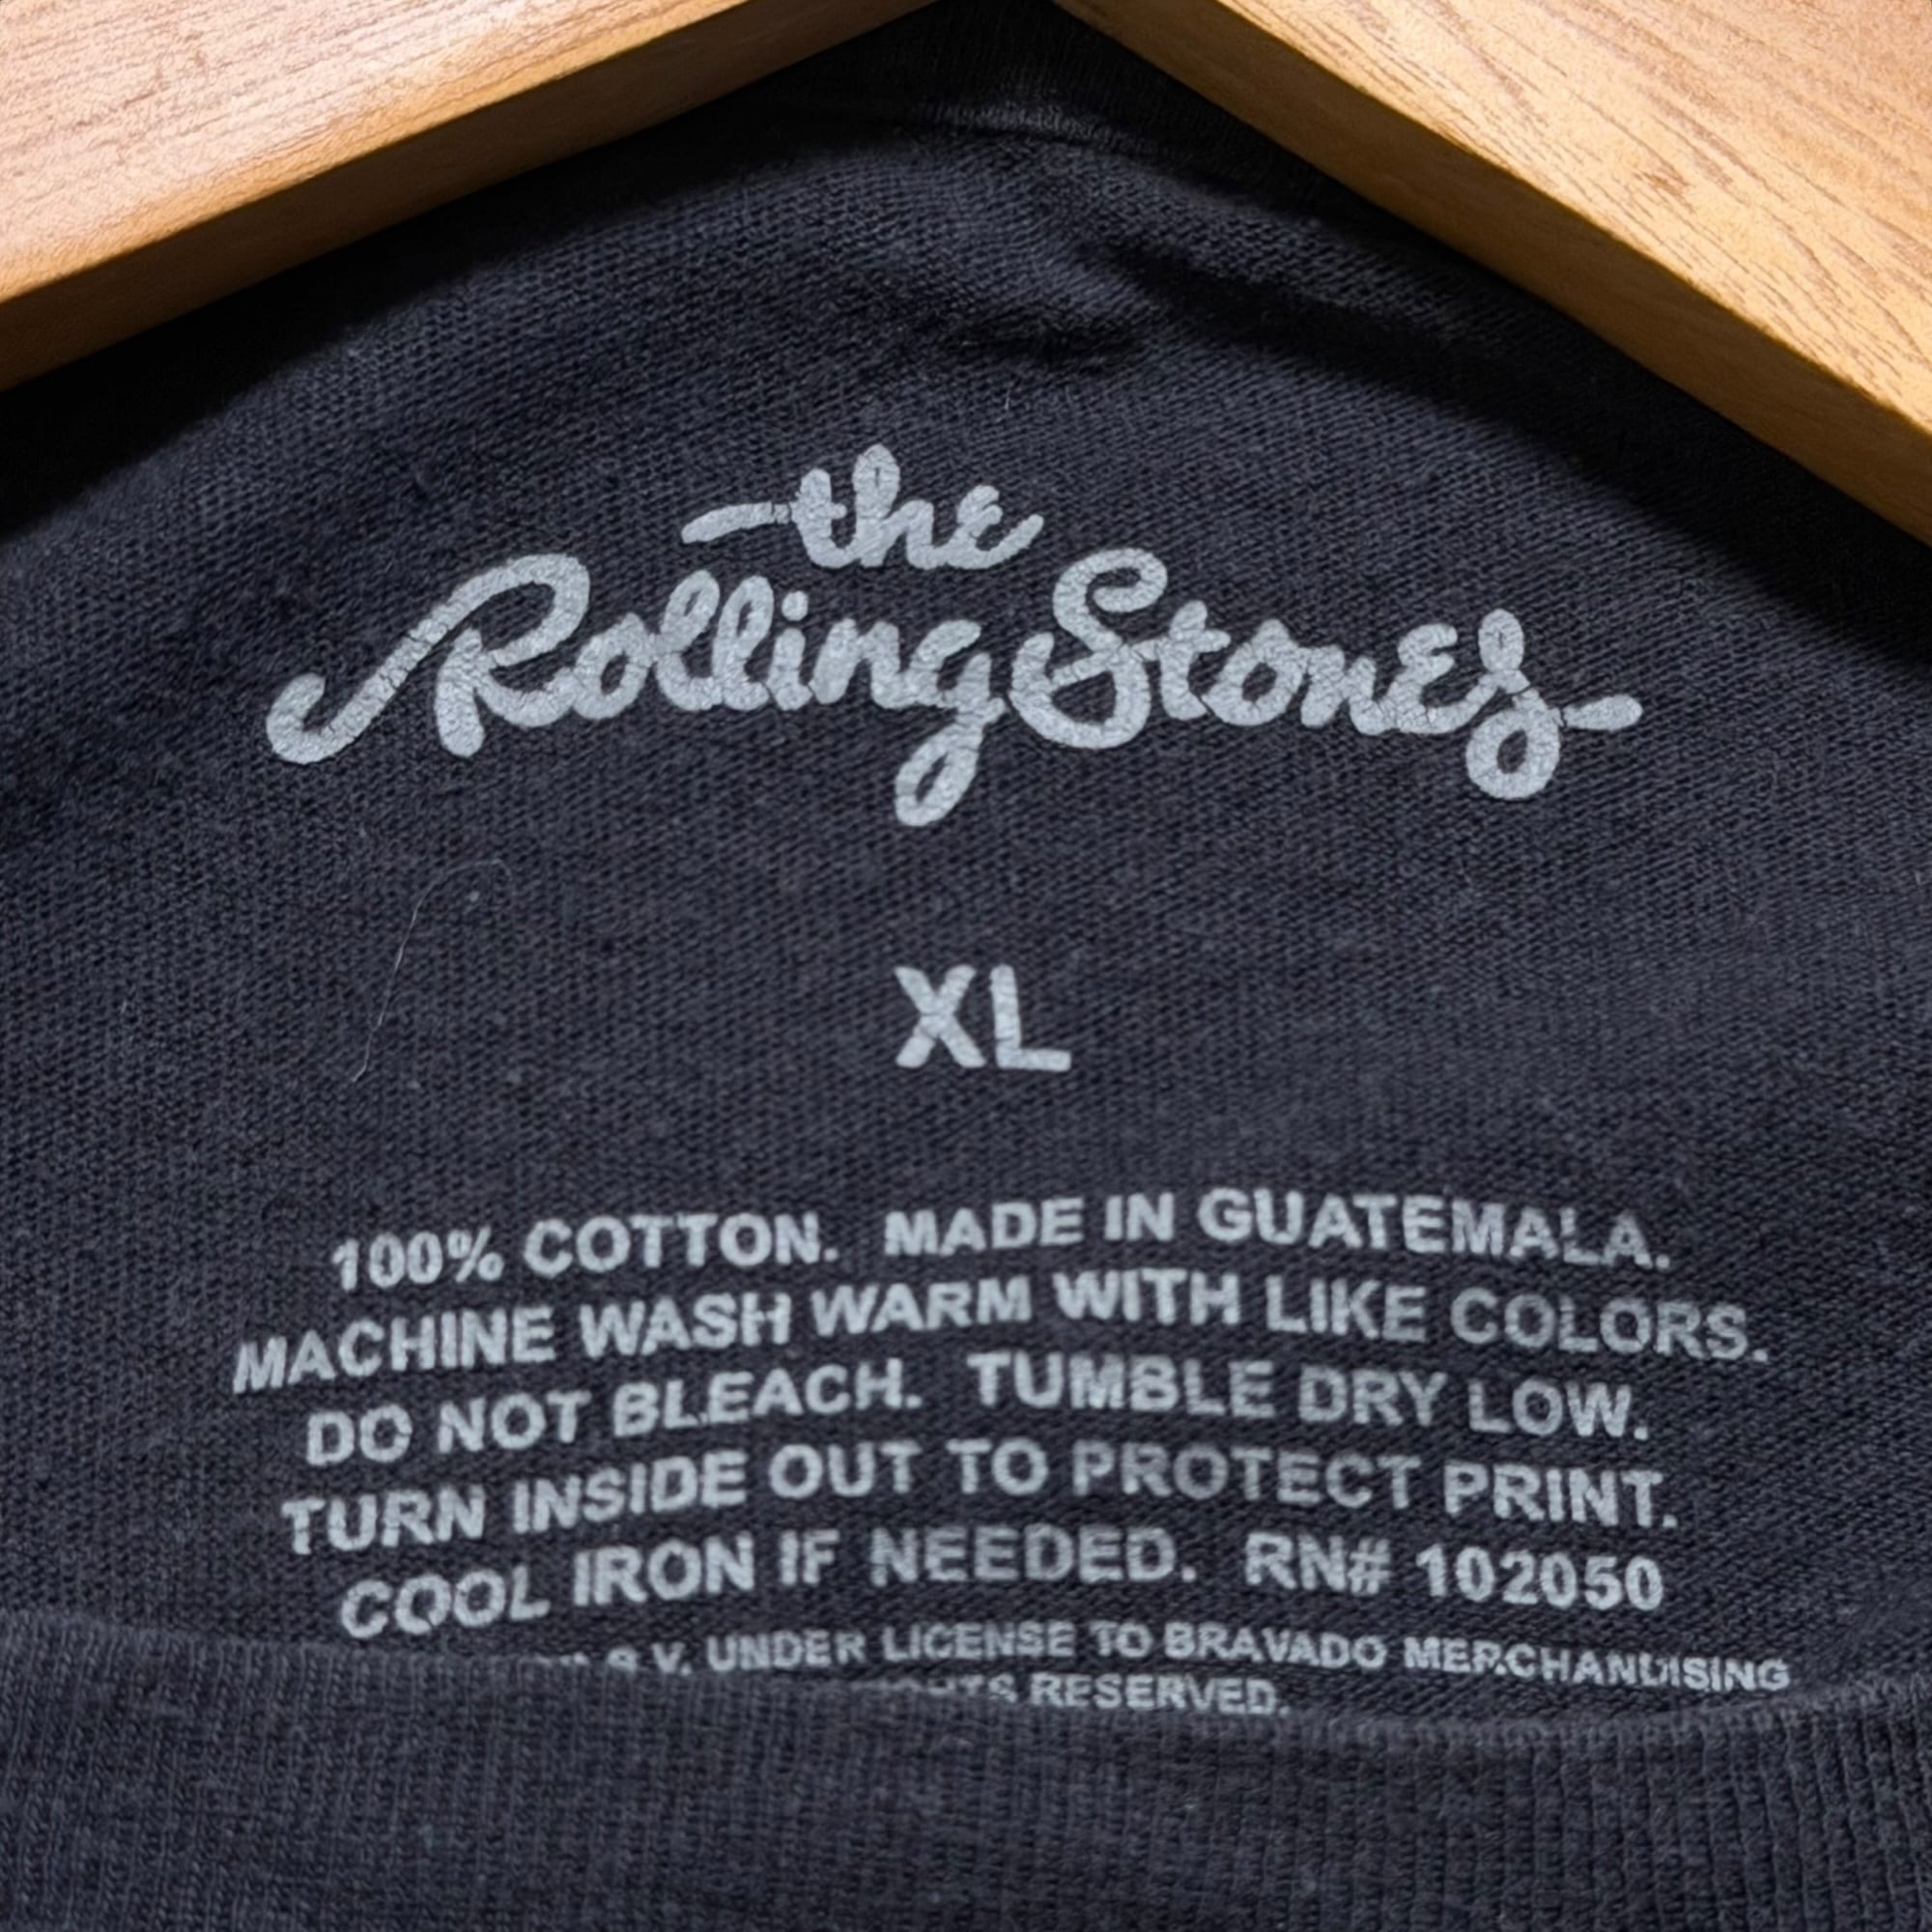 the
Rolling Stones
XL
100% COTTON. MADE IN GUATEMALA.
MACHINE WASH WARM WITH LIKE COLORS.
DO NOT BLEACH. TUMBLE DRY LOW.
TURN INSIDE OUT TO PROTECT PRINT.
COOL IRON IF NEEDED. RN# 102050
B.V. UNDER LICENSE TO BRAVADO MERCHANDISING
RESERVED.